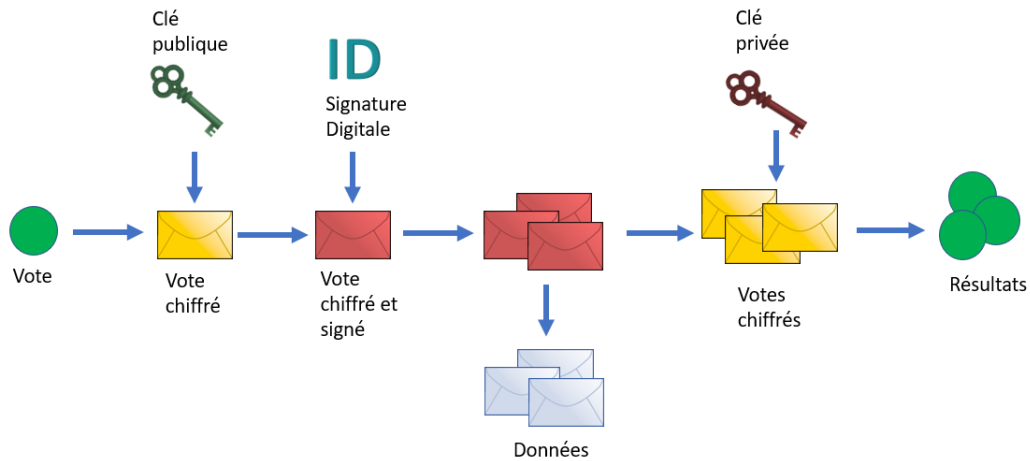 Clé
publique
ID
Signature
Digitale
Clé
privée
Vote
Vote
chiffré
Vote
chiffré et
signé
Votes
chiffrés
Résultats
Données